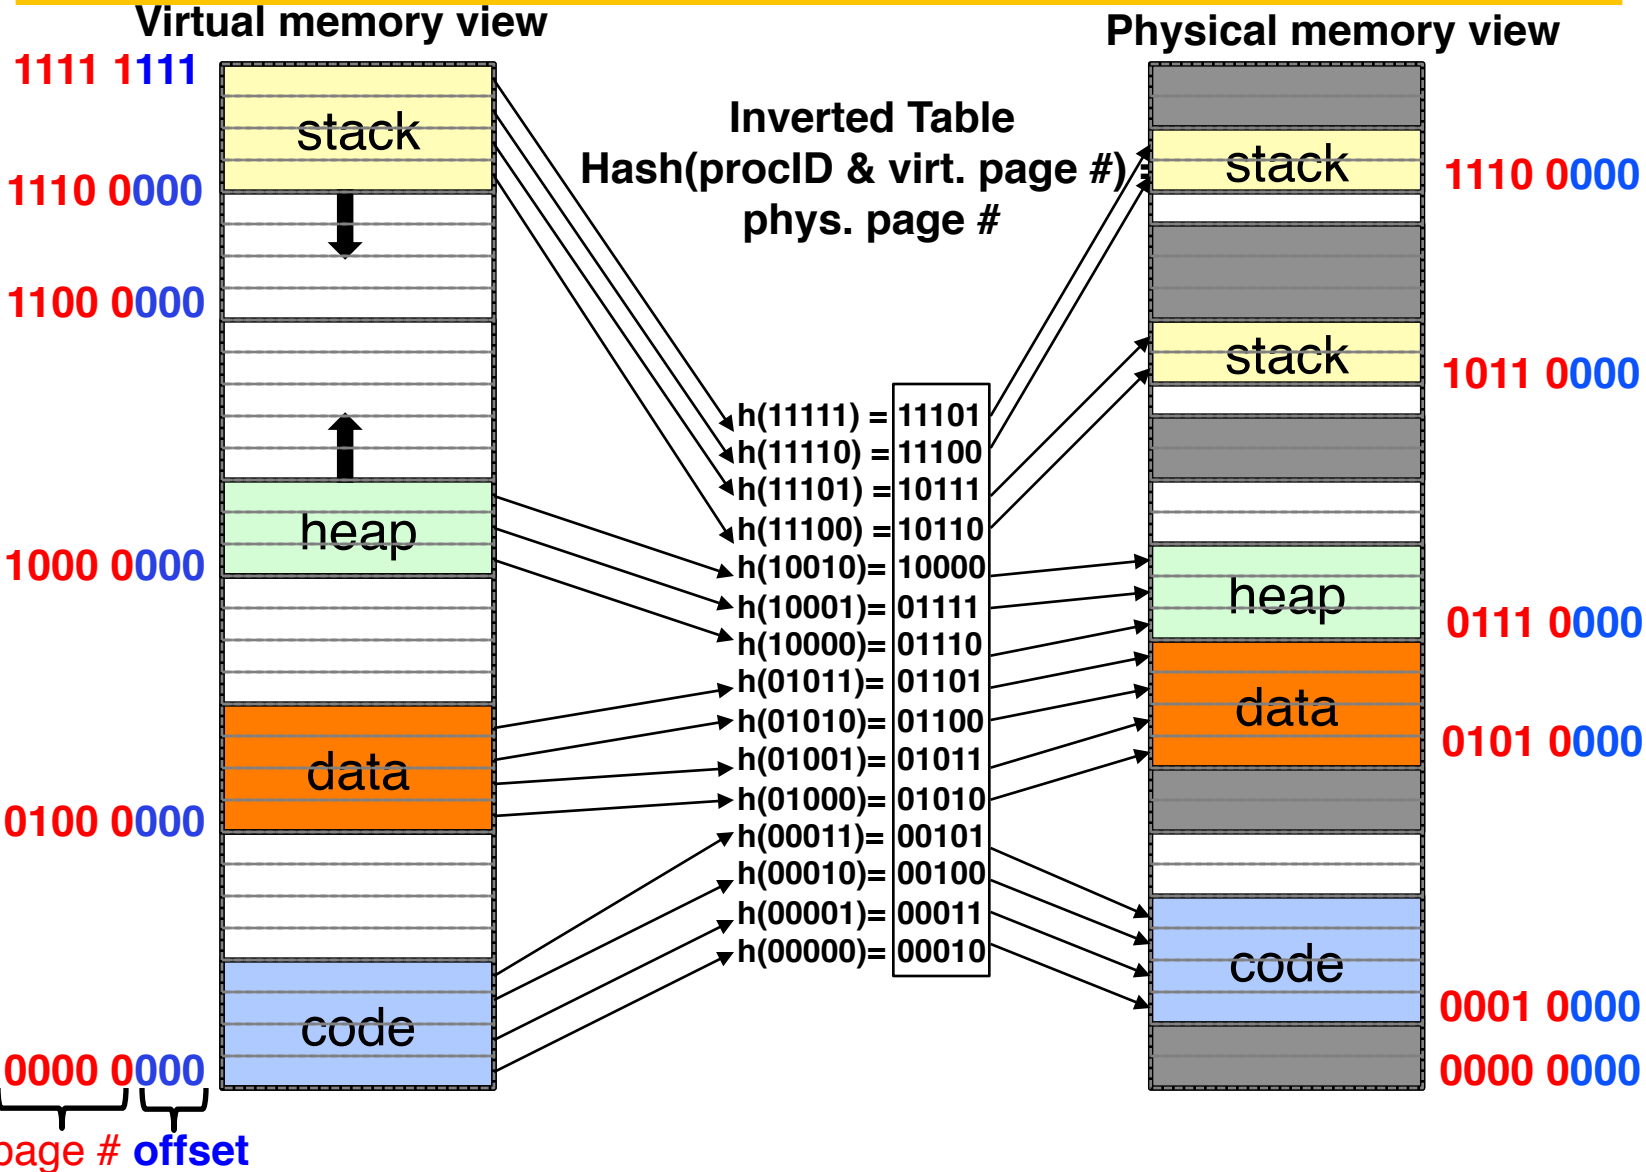 Virtual memory view
1111 1111
stack
1110 0000
1100 0000
heap
1000 0000
data
0100 0000
code
0000 0000
page # offset
Inverted Table
Hash(procID & virt. page #) =
phys. page #
h(11111) = 11101
h(11110) = 11100
h(11101) = 10111
h(11100) = 10110
h(10010)= 10000
h(10001)= 01111
h(10000)= 01110
h(01011)= 01101
h(01010)= 01100
h(01001)= 01011
h(01000)= 01010
h(00011)= 00101
h(00010)= 00100
h(00001)= 00011
h(00000)= 00010
Physical memory view
stack
1110 0000
stack
1011 0000
heap
0111 0000
data
0101 0000
code
0001 0000
0000 0000